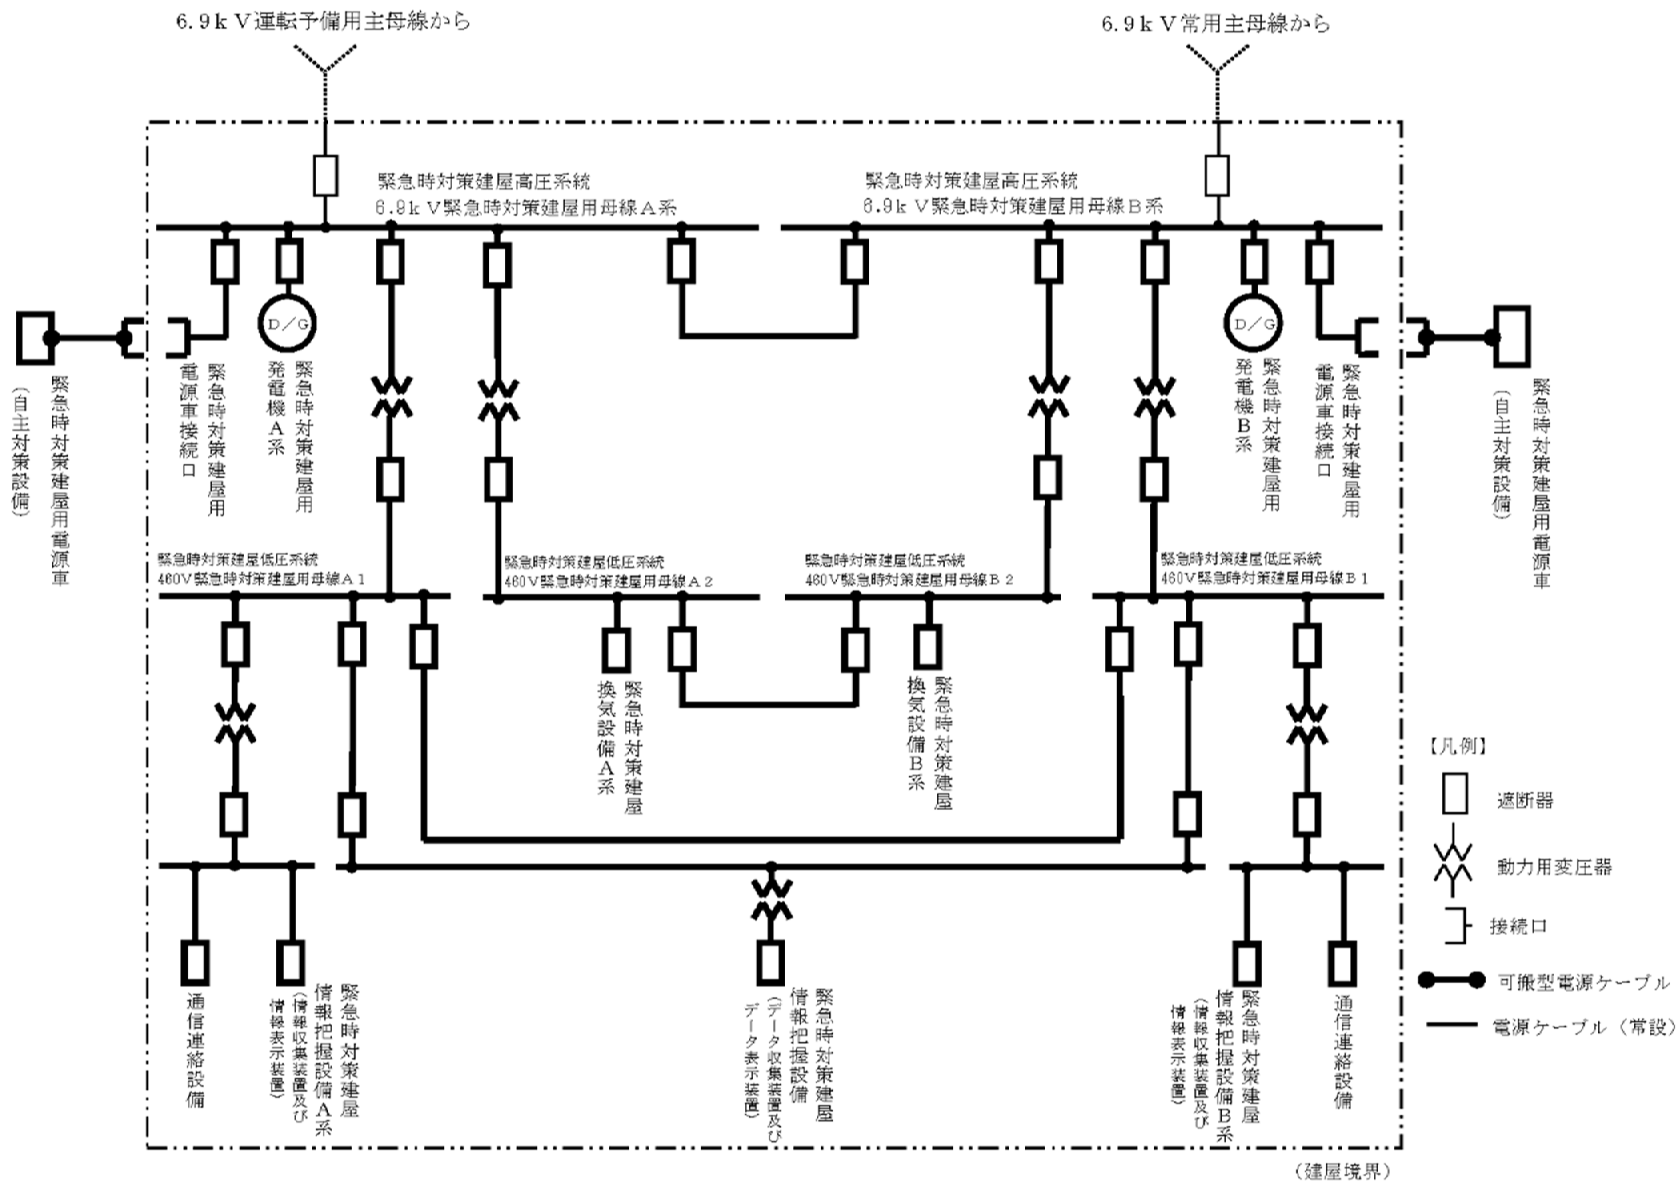 6.9kV運転予備用主母線から
6.9kV常用主母線から
緊急時対策建屋高圧系統
6.9kV緊急時対策建屋用母線A系
緊急時対策建屋高圧系統
6.9kV緊急時対策建屋用母線B系
D/G
D/G
緊急時対策建屋用電源車
(自主対策設備)
緊急時対策建屋用
電源車接続口
緊急時対策建屋用
発電機A系
緊急時対策建屋用
発電機B系
緊急時対策建屋用
電源車接続口
緊急時対策建屋用電源車
(自主対策設備)
緊急時対策建屋低圧系統
460V緊急時対策建屋用母線A1
緊急時対策建屋低圧系統
460V緊急時対策建屋用母線A2
緊急時対策建屋低圧系統
460V緊急時対策建屋用母線B2
緊急時対策建屋低圧系統
460V緊急時対策建屋用母線B1
緊急時対策建屋
換気設備A系
緊急時対策建屋
換気設備B系
通信連絡設備
緊急時対策建屋
情報把握設備A系
(情報収集装置及び
情報表示装置)
緊急時対策建屋
情報把握設備
(データ収集装置及び
データ表示装置)
緊急時対策建屋
情報把握設備B系
(情報収集装置及び
情報表示装置)
通信連絡設備
【凡例】
遮断器
動力用変圧器
接続口
可搬型電源ケーブル
電源ケーブル(常設)
(建屋境界)